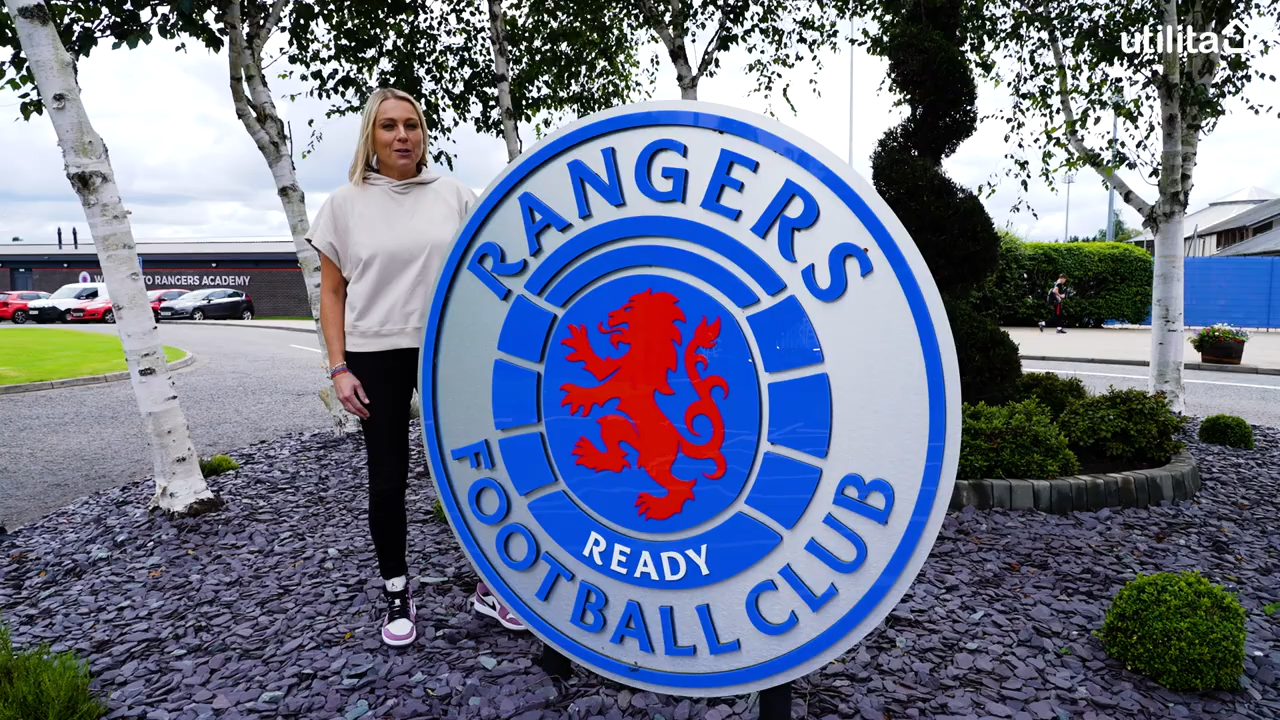 utilita
RANGERS
READY
FOOTBALL CLUB
TO RANGERS ACADEMY